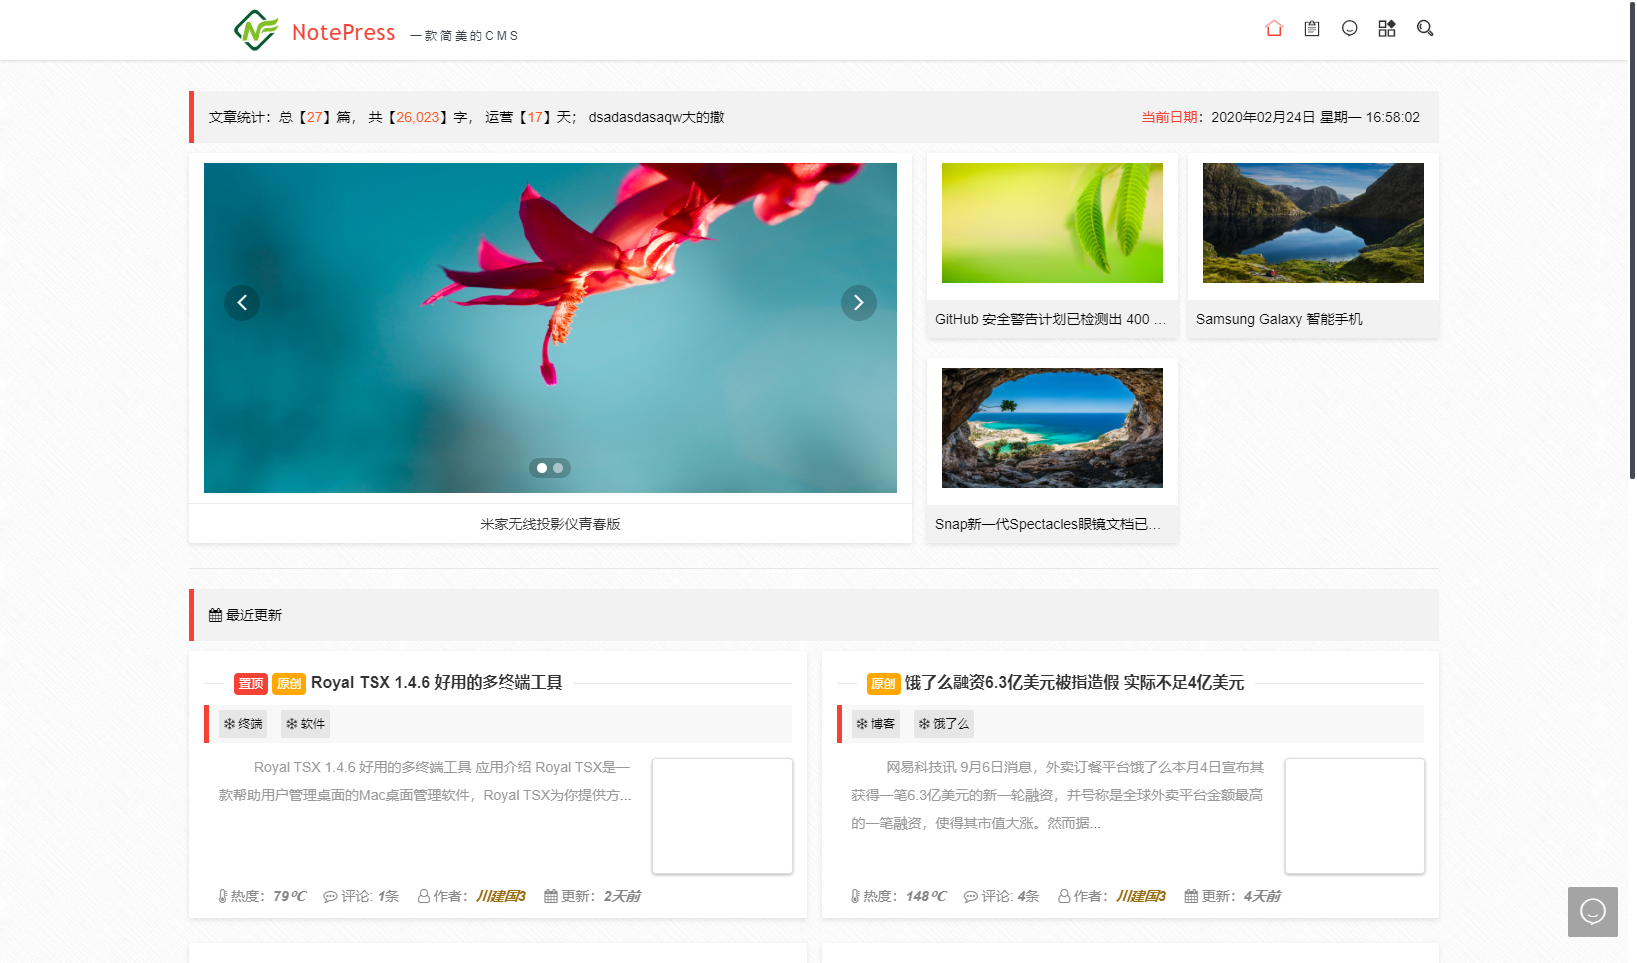 NotePress 一款简美的CMS
文章统计：总【27】篇， 共【26,023】字， 运营【17】天； dsadasdasaqw大的撒
当前日期：2020年02月24日 星期一 16:58:02
GitHub 安全警告计划已检测出 400 ...
Samsung Galaxy 智能手机
米家无线投影仪青春版
Snap新一代Spectacles眼镜文档已...
最近更新
置顶 原创 Royal TSX 1.4.6 好用的多终端工具
终端 软件
Royal TSX 1.4.6 好用的多终端工具 应用介绍 Royal TSX是一
款帮助用户管理桌面的Mac桌面管理软件，Royal TSX为你提供方...
热度：79℃ 评论: 1条 作者：川建国3 更新：2天前
原创 饿了么融资6.3亿美元被指造假 实际不足4亿美元
博客 饿了么
网易科技讯 9月6日消息，外卖订餐平台饿了么本月4日宣布其
获得一笔6.3亿美元的新一轮融资，并号称是全球外卖平台金额最高
的一笔融资，使得其市值大涨。然而据...
热度：148℃ 评论: 4条 作者：川建国3 更新：4天前